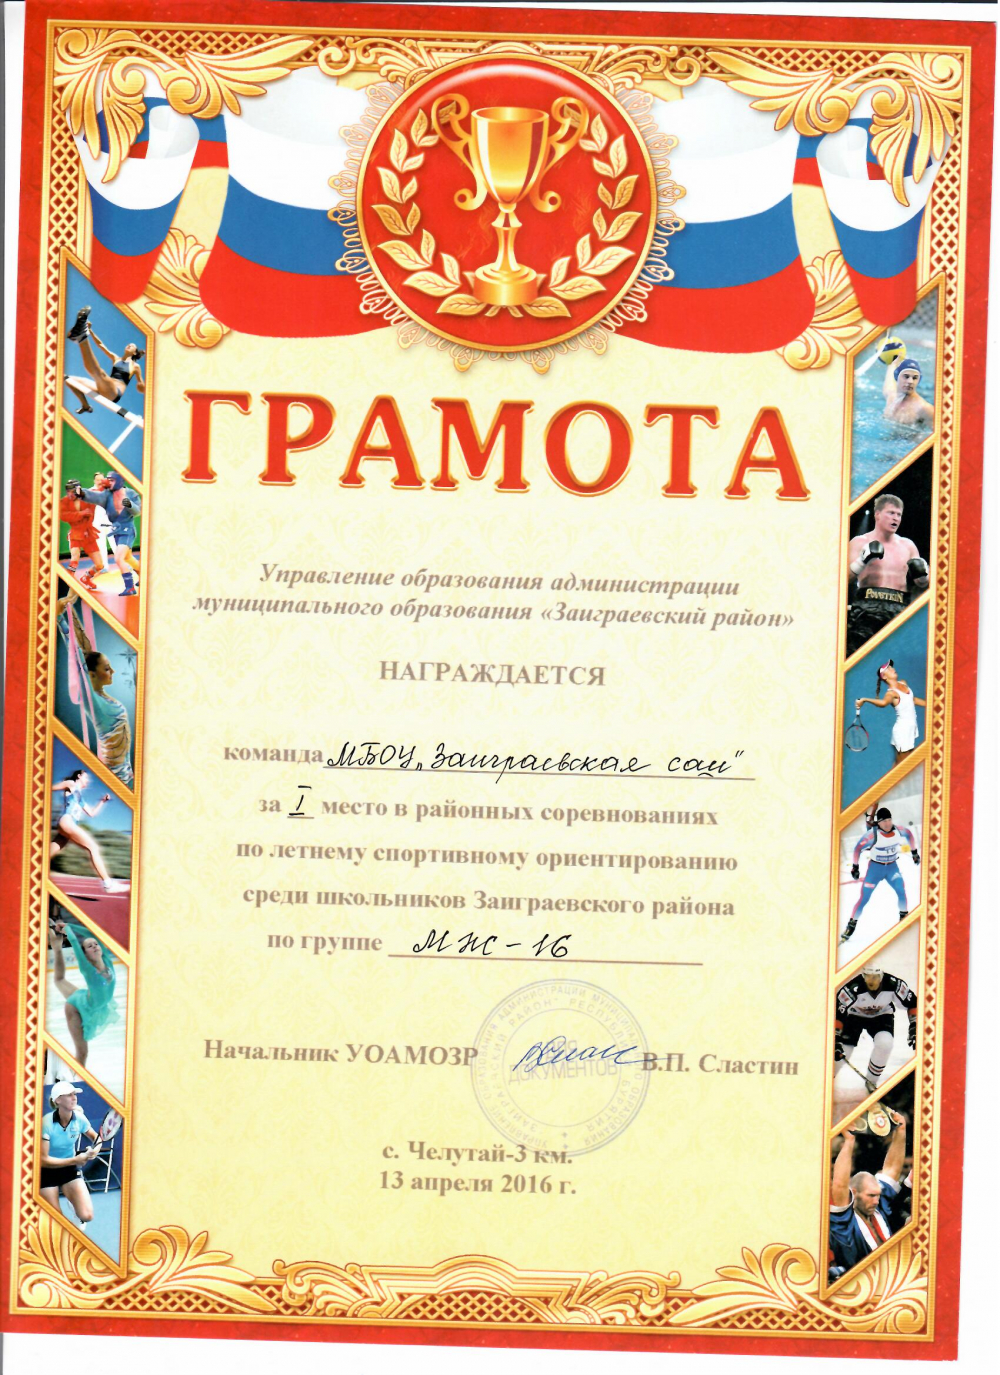 ГРАМОТА
Управление образования администрации
муниципального образования «Заиграевский район»
НАГРАЖДАЕТСЯ
команда МБОУ „Заиграевская сош"
за I место в районных соревнованиях
по летнему спортивному ориентированию
среди школьников Заиграевского района
по группе МЖ-16
Начальник УОАМОЗР В.П. Сластин
ДОКУМЕНТОВ
с. Челутай-3 км.
13 апреля 2016 г.